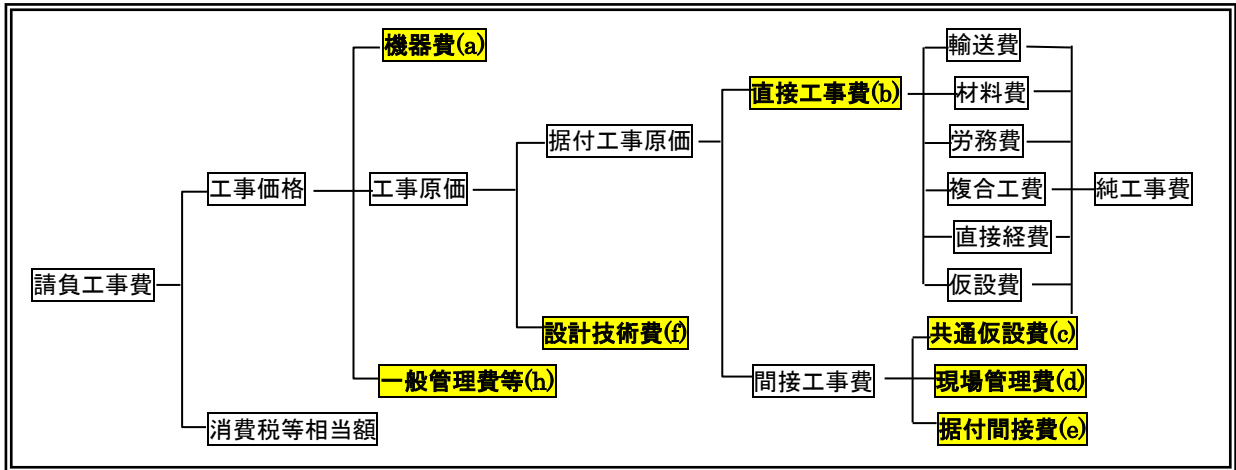 機器費(a)
輸送費
直接工事費(b)
材料費
据付工事原価
労務費
工事価格
工事原価
複合工費
純工事費
直接経費
請負工事費
仮設費
設計技術費(f)
共通仮設費(c)
一般管理費等(h)
間接工事費
現場管理費(d)
消費税等相当額
据付間接費(e)